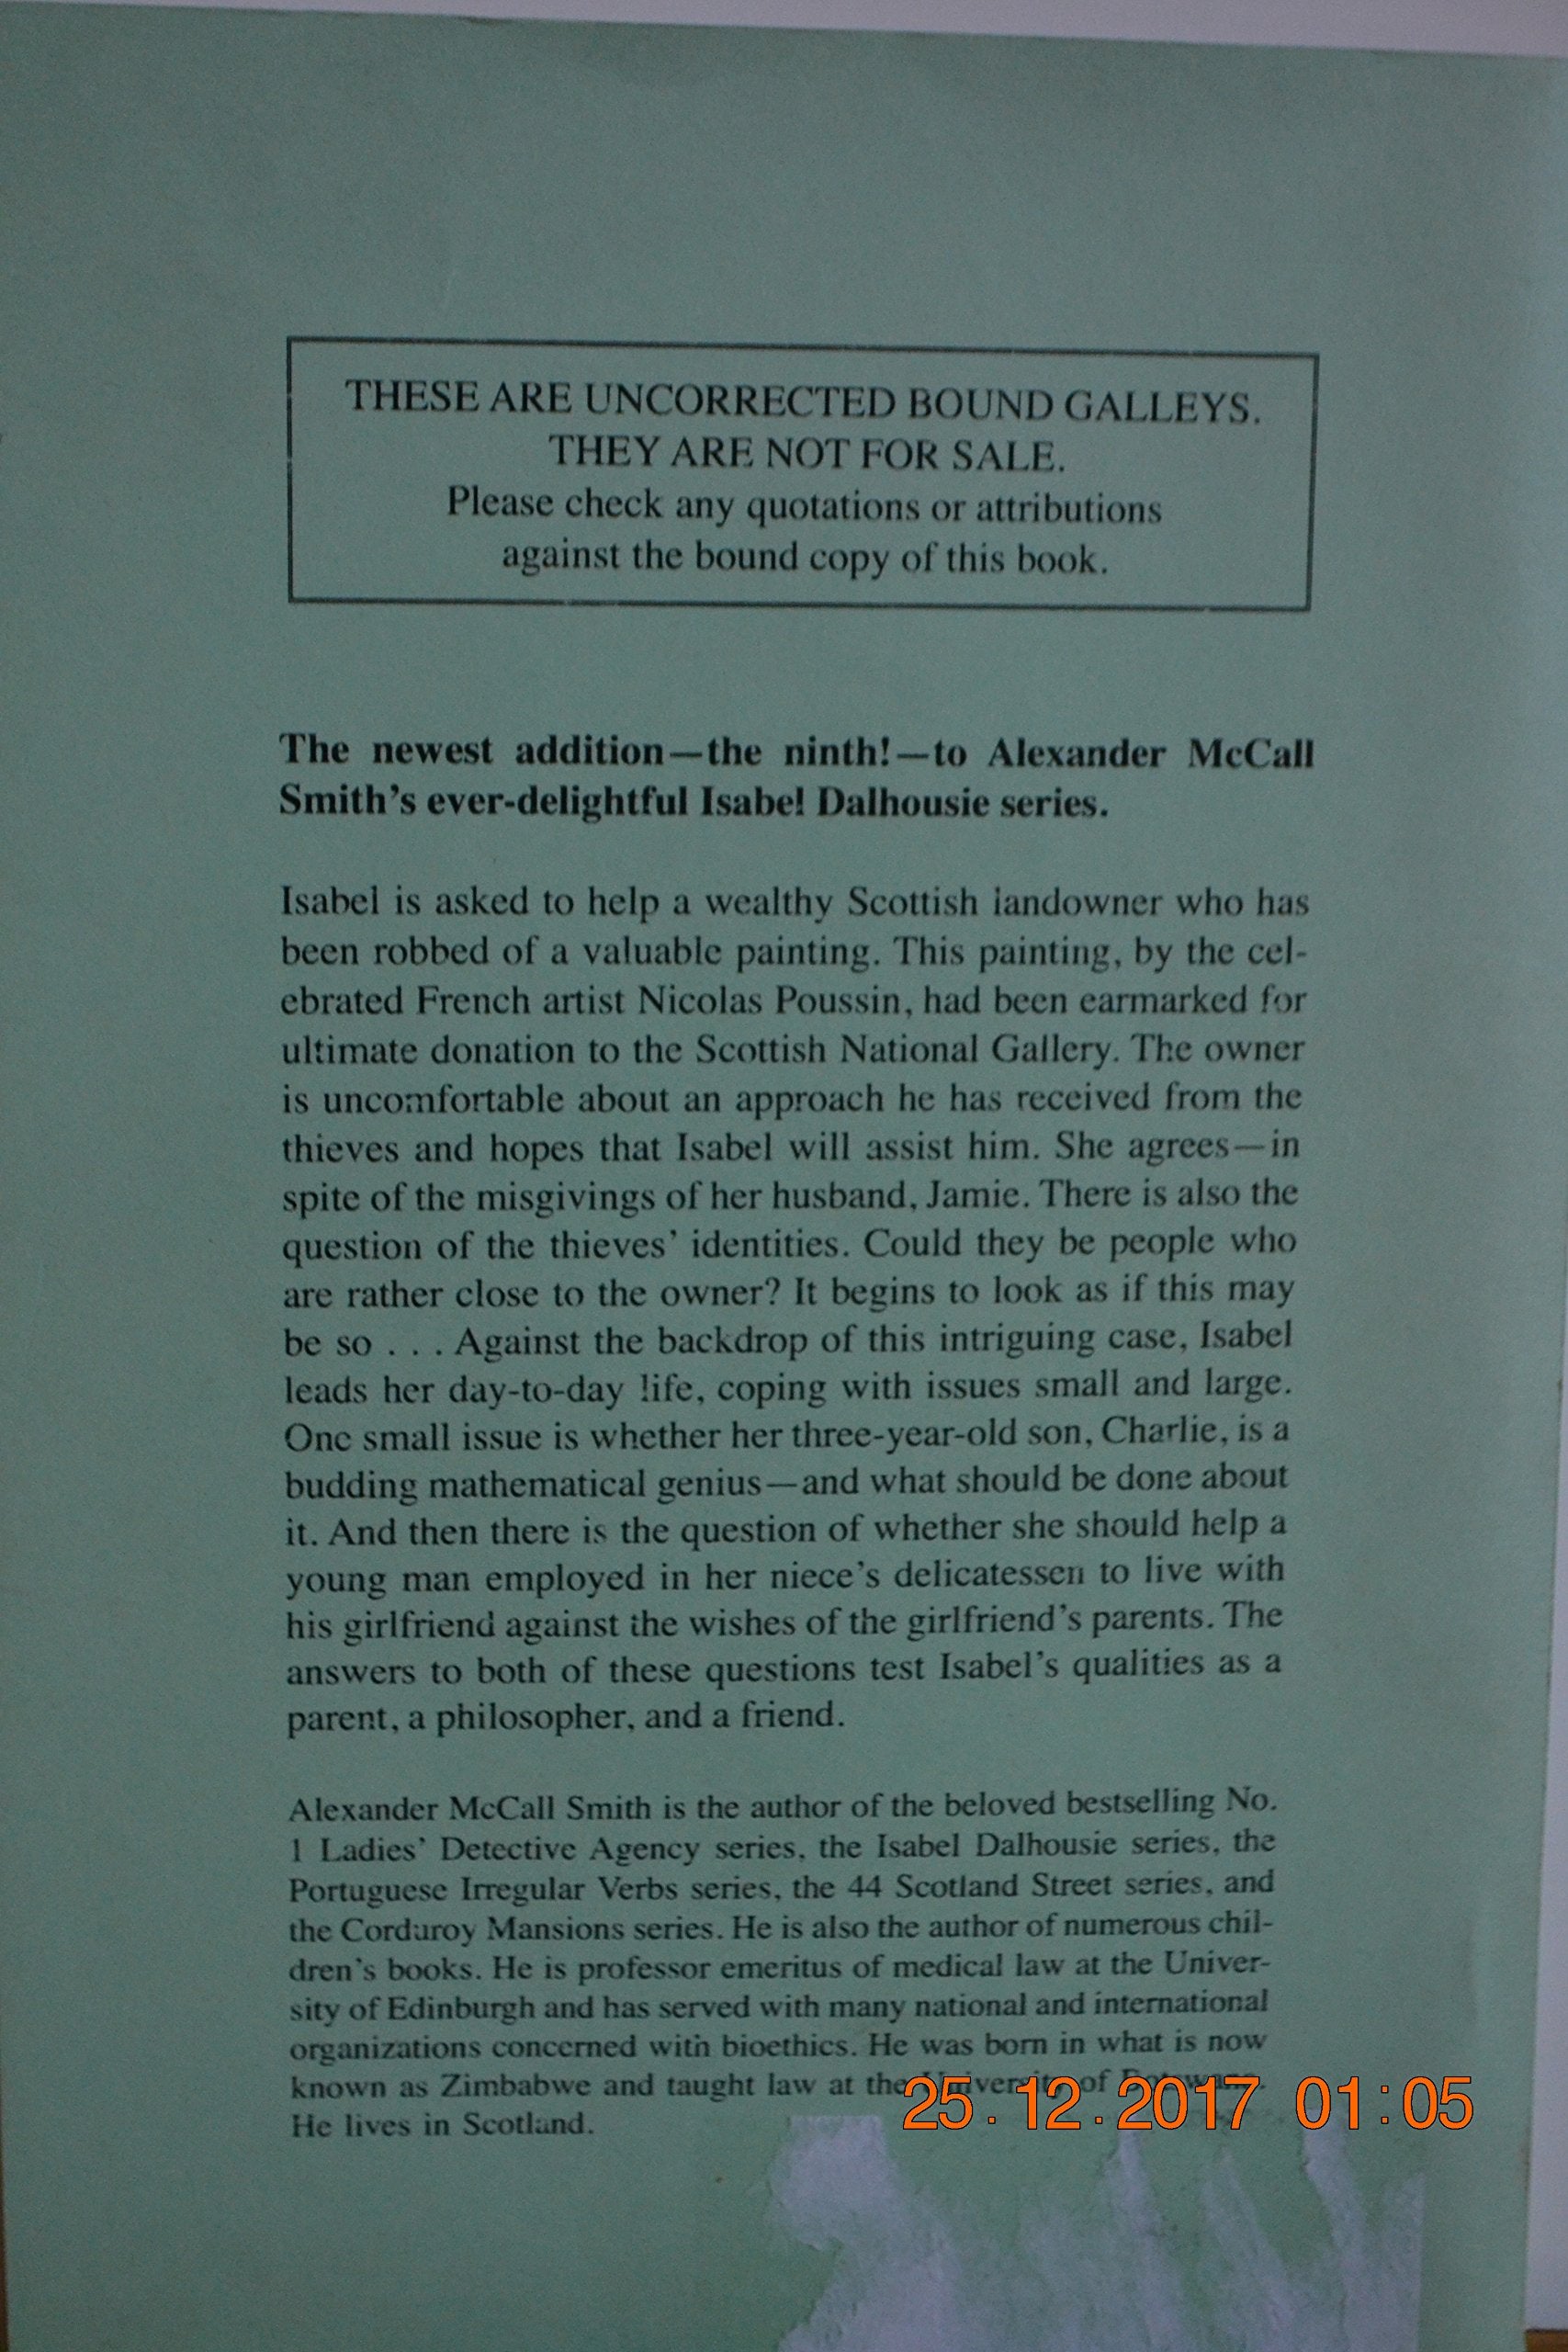 THESE ARE UNCORRECTED BOUND GALLEYS.
THEY ARE NOT FOR SALE.
Please check any quotations or attributions
against the bound copy of this book.
The newest addition—the ninth!—to Alexander McCall
Smith's ever-delightful Isabel Dalhousie series.
Isabel is asked to help a wealthy Scottish landowner who has
been robbed of a valuable painting. This painting, by the cel-
ebrated French artist Nicolas Poussin, had been earmarked for
ultimate donation to the Scottish National Gallery. The owner
is uncomfortable about an approach he has received from the
thieves and hopes that Isabel will assist him. She agrees—in
spite of the misgivings of her husband, Jamie. There is also the
question of the thieves' identities. Could they be people who
are rather close to the owner? It begins to look as if this may
be so . . . Against the backdrop of this intriguing case, Isabel
leads her day-to-day life, coping with issues small and large.
One small issue is whether her three-year-old son, Charlie, is a
budding mathematical genius—and what should be done about
it. And then there is the question of whether she should help a
young man employed in her niece's delicatessen to live with
his girlfriend against the wishes of the girlfriend's parents. The
answers to both of these questions test Isabel's qualities as a
parent, a philosopher, and a friend.
Alexander McCall Smith is the author of the beloved bestselling No.
1 Ladies' Detective Agency series, the Isabel Dalhousie series, the
Portuguese Irregular Verbs series, the 44 Scotland Street series, and
the Corduroy Mansions series. He is also the author of numerous chil-
dren's books. He is professor emeritus of medical law at the Univer-
sity of Edinburgh and has served with many national and international
organizations concerned with bioethics. He was born in what is now
known as Zimbabwe and taught law at the University of Botswana.
He lives in Scotland.
25.12.2017 01:05